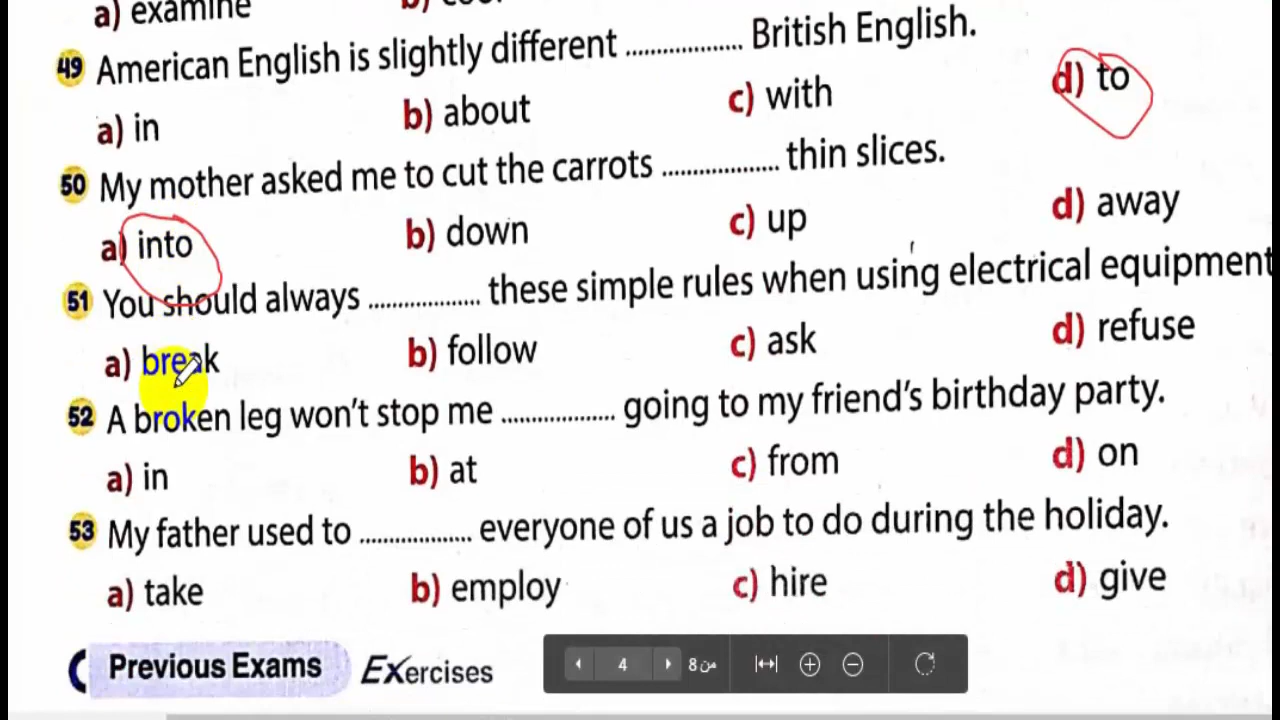 a) examine
49 American English is slightly different .................. British English.
a) in b) about c) with d) to
50 My mother asked me to cut the carrots .................. thin slices.
a) into b) down c) up d) away
51 You should always .................. these simple rules when using electrical equipment
a) break b) follow c) ask d) refuse
52 A broken leg won't stop me .................. going to my friend's birthday party.
a) in b) at c) from d) on
53 My father used to .................. everyone of us a job to do during the holiday.
a) take b) employ c) hire d) give
Previous Exams Exercises
4 من 8